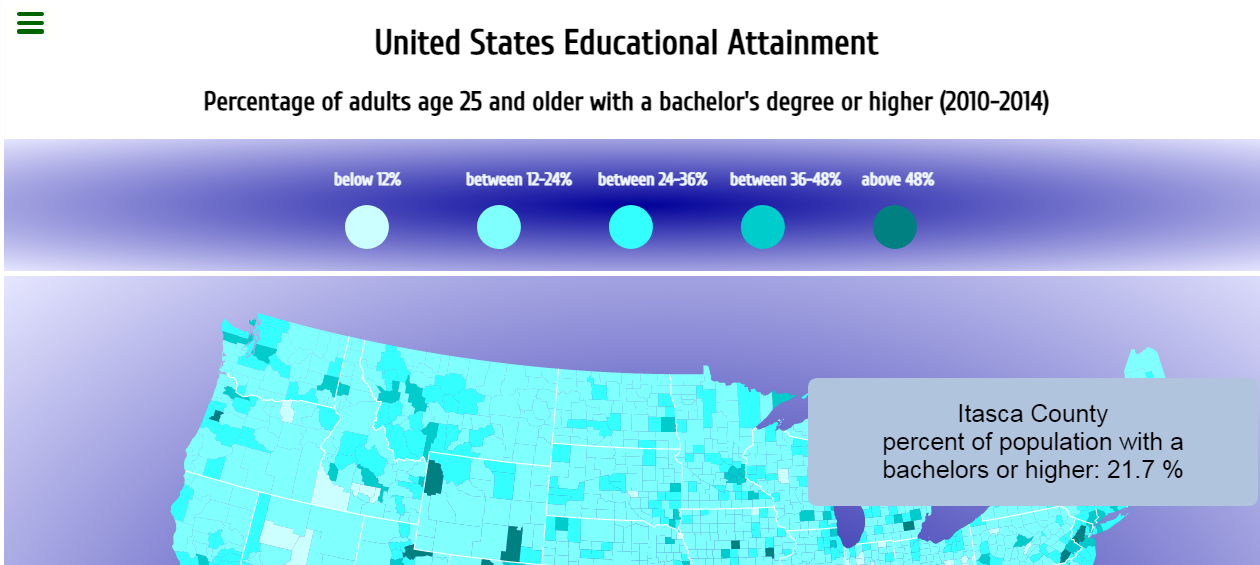 United States Educational Attainment
Percentage of adults age 25 and older with a bachelor's degree or higher (2010-2014)
below 12% between 12-24% between 24-36% between 36-48% above 48%
Itasca County
percent of population with a
bachelors or higher: 21.7 %